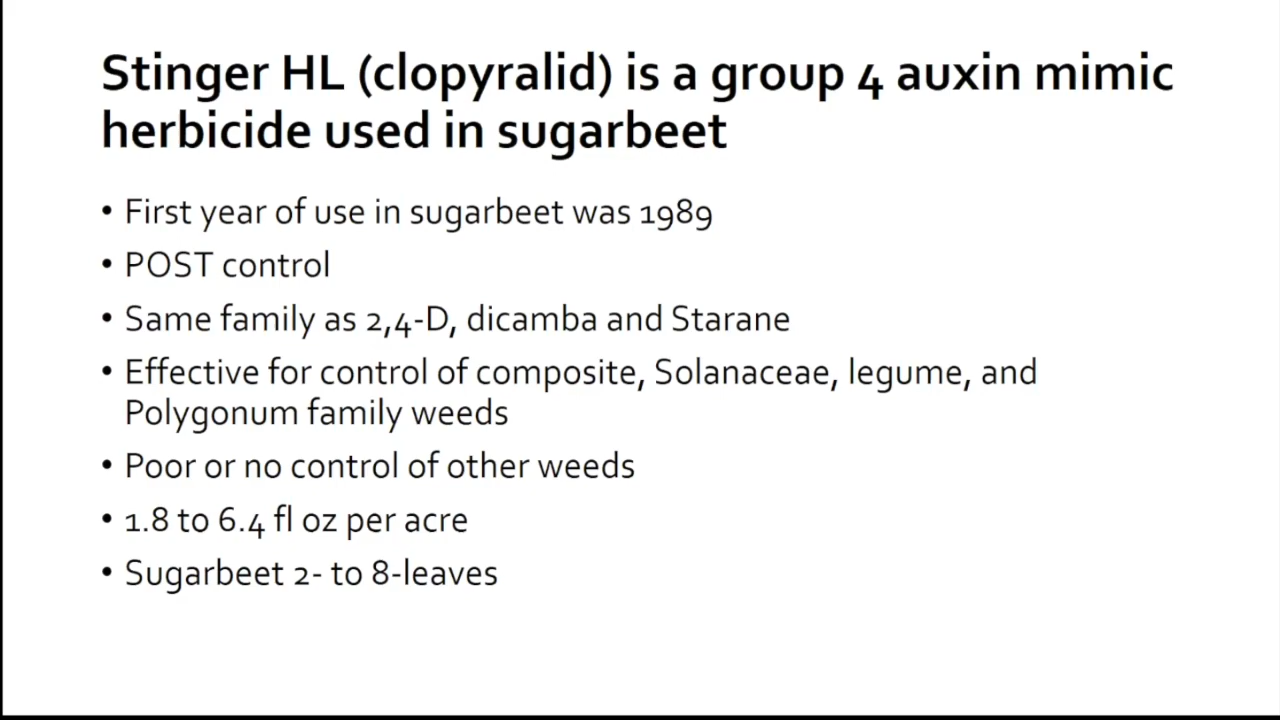 Stinger HL (clopyralid) is a group 4 auxin mimic
herbicide used in sugarbeet
• First year of use in sugarbeet was 1989
• POST control
• Same family as 2,4-D, dicamba and Starane
• Effective for control of composite, Solanaceae, legume, and
Polygonum family weeds
• Poor or no control of other weeds
• 1.8 to 6.4 fl oz per acre
• Sugarbeet 2- to 8-leaves